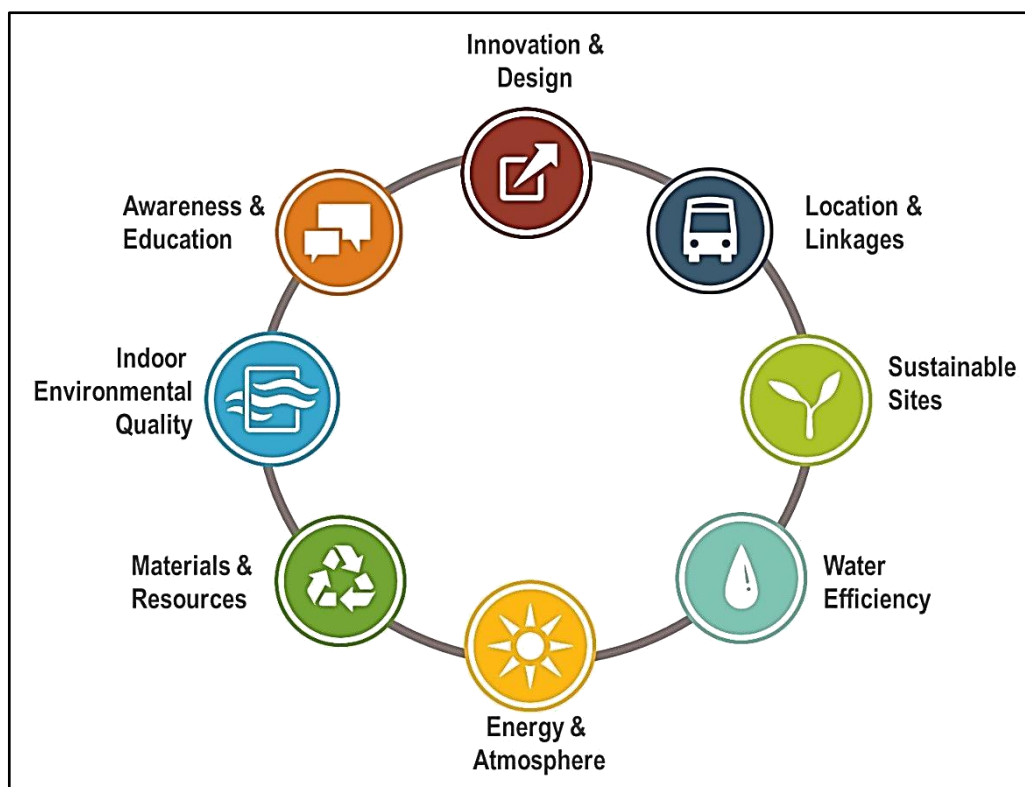 Innovation &
Design
Location &
Linkages
Sustainable
Sites
Water
Efficiency
Energy &
Atmosphere
Materials &
Resources
Indoor
Environmental
Quality
Awareness &
Education